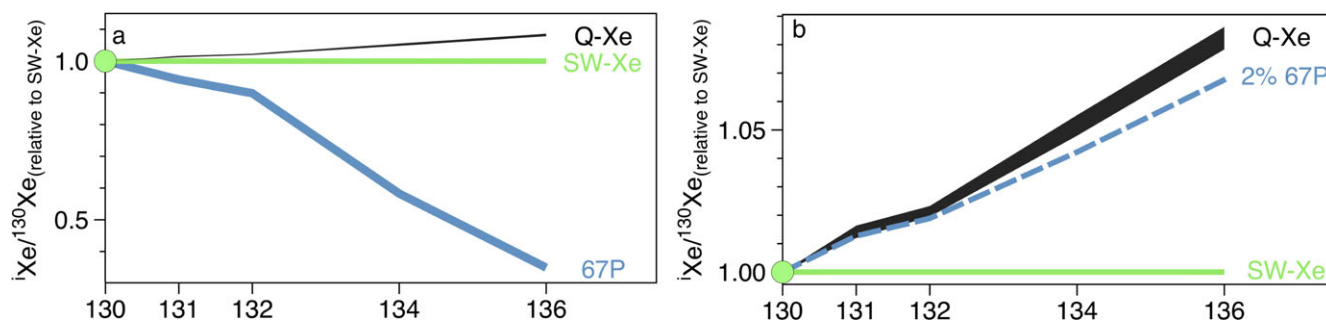 a
Q-Xe
SW-Xe
1.0
0.5
67P
ⁱXe/¹³⁰Xe(relative to SW-Xe)
130 131 132 134 136
b
Q-Xe
2% 67P
1.05
1.00
SW-Xe
ⁱXe/¹³⁰Xe(relative to SW-Xe)
130 131 132 134 136